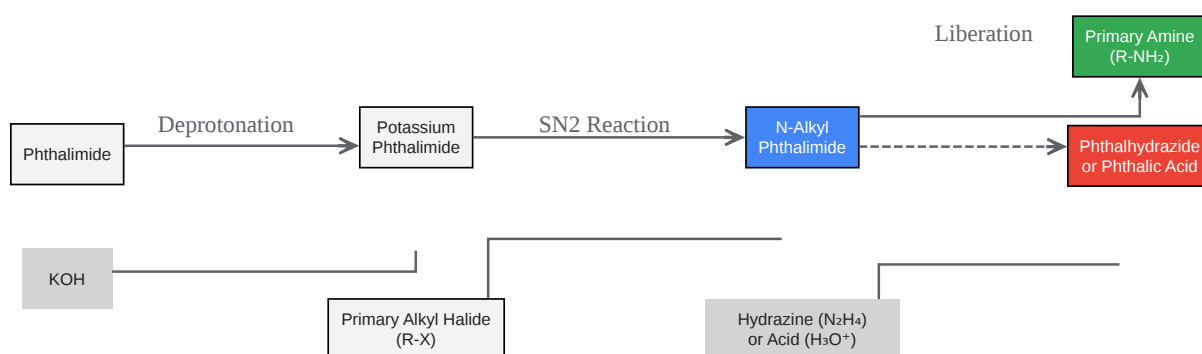 Liberation
Primary Amine
(R-NH₂)
Deprotonation
SN2 Reaction
Phthalimide
Potassium
Phthalimide
N-Alkyl
Phthalimide
Phthalhydrazide
or Phthalic Acid
KOH
Primary Alkyl Halide
(R-X)
Hydrazine (N₂H₄)
or Acid (H₃O⁺)